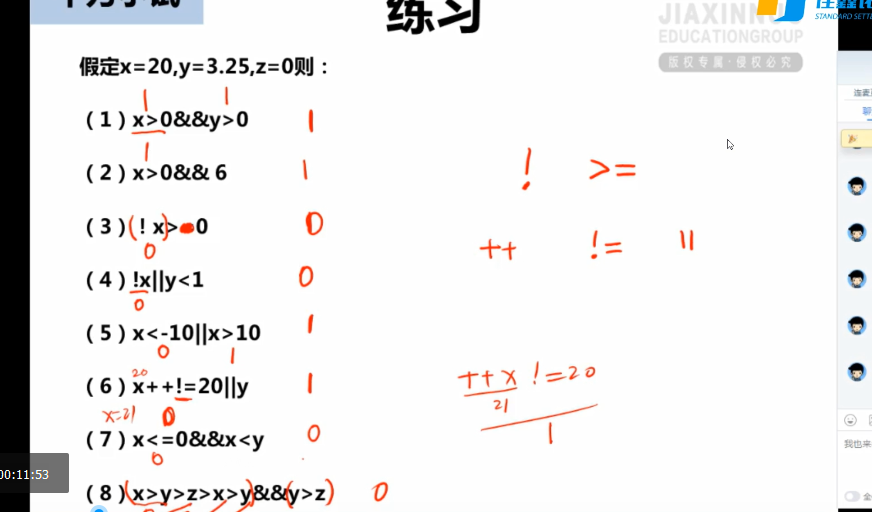 练习
JIAXINNUO
EDUCATIONGROUP
版权专属·侵权必究
STANDARD SETT
假定x=20,y=3.25,z=0则：
1 1
（1）x>0&&y>0 1
1
（2）x>0&& 6 1
! >=
（3）(! x)> 0 0
0
++ != ||
（4）!x||y<1 0
0
（5）x<-10||x>10 1
0 1
20
（6）x++!=20||y 1
x=21 0
++x !=20
21
1
（7）x<=0&&x<y 0
0
（8）(x>y>z>x>y)&&(y>z) 0
00:11:53
连麦
我也来